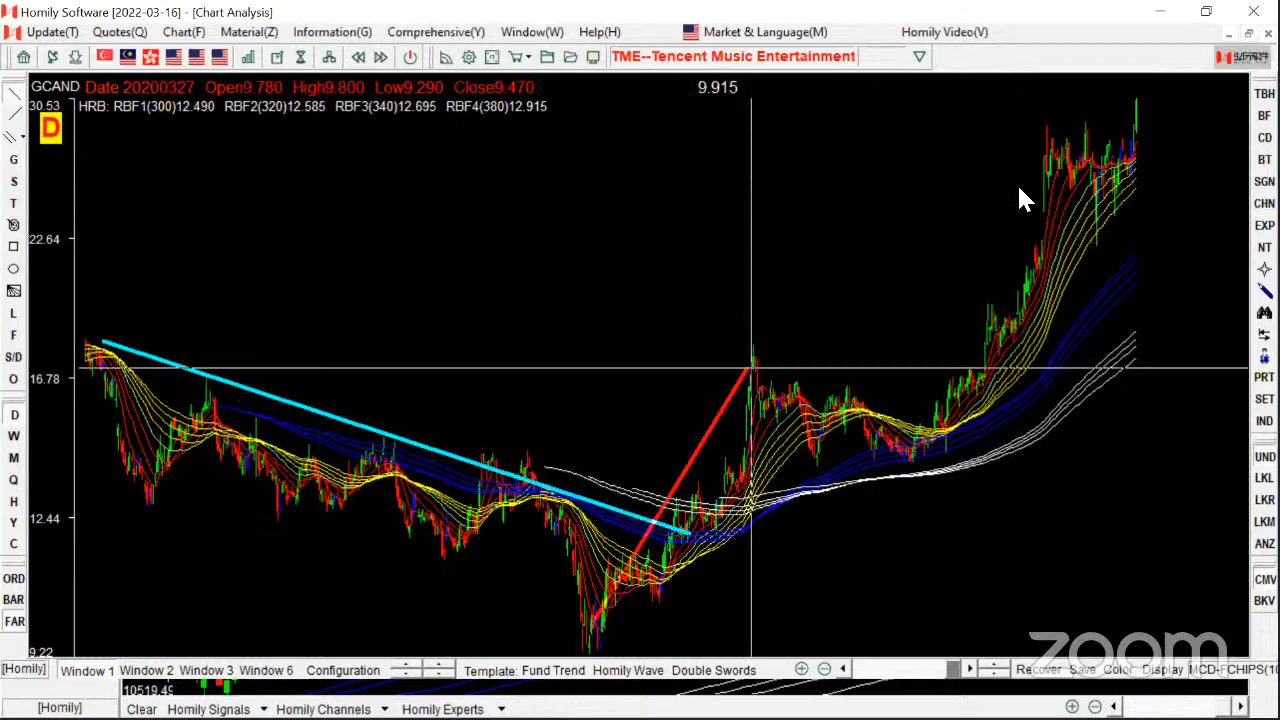 Homily Software [2022-03-16] - [Chart Analysis]
Update(T) Quotes(Q) Chart(F) Material(Z) Information(G) Comprehensive(Y) Window(W) Help(H) Market & Language(M) Homily Video(V)
TME--Tencent Music Entertainment
GCAND Date 20200327 Open9.780 High9.800 Low9.290 Close9.470 9.915
30.53 HRB: RBF1(300)12.490 RBF2(320)12.585 RBF3(340)12.695 RBF4(380)12.915
D
22.64
16.78
12.44
9.22
G
S
T
L
F
S/D
O
D
W
M
Q
H
Y
C
ORD
BAR
FAR
TBH
BF
CD
BT
SGN
CHN
EXP
NT
PRT
SET
IND
UND
LKL
LKR
LKM
ANZ
CMV
BKV
zoom
[Homily] Window 1 Window 2 Window 3 Window 6 Configuration Template: Fund Trend Homily Wave Double Swords Recover Save Color Display MCD-FCHIPS(10
10519.49
[Homily] Clear Homily Signals Homily Channels Homily Experts